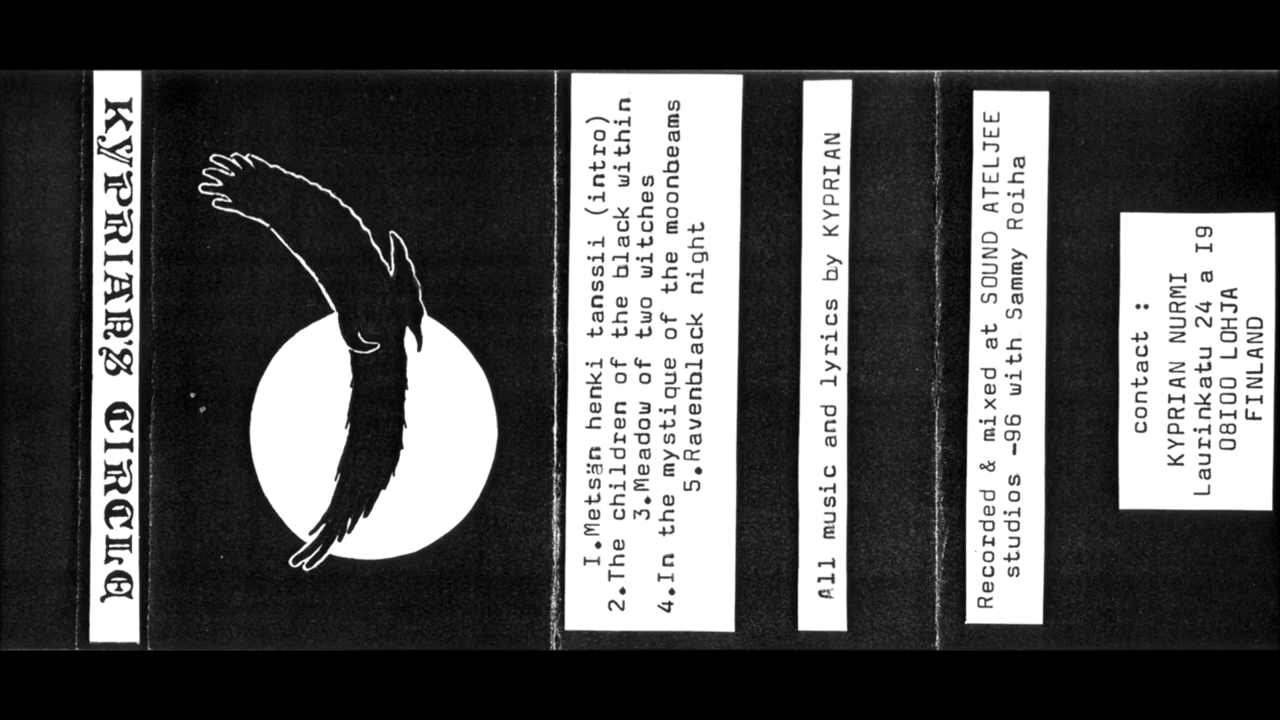 KYPRIAN'S CIRCLE
1.Metsän henki tanssii (intro)
2.The children of the black within
3.Meadow of two witches
4.In the mystique of the moonbeams
5.Ravenblack night
All music and lyrics by KYPRIAN
Recorded & mixed at SOUND ATELJEE
studios -96 with Sammy Roiha
contact :
KYPRIAN NURMI
Laurinkatu 24 a I9
08I00 LOHJA
FINLAND